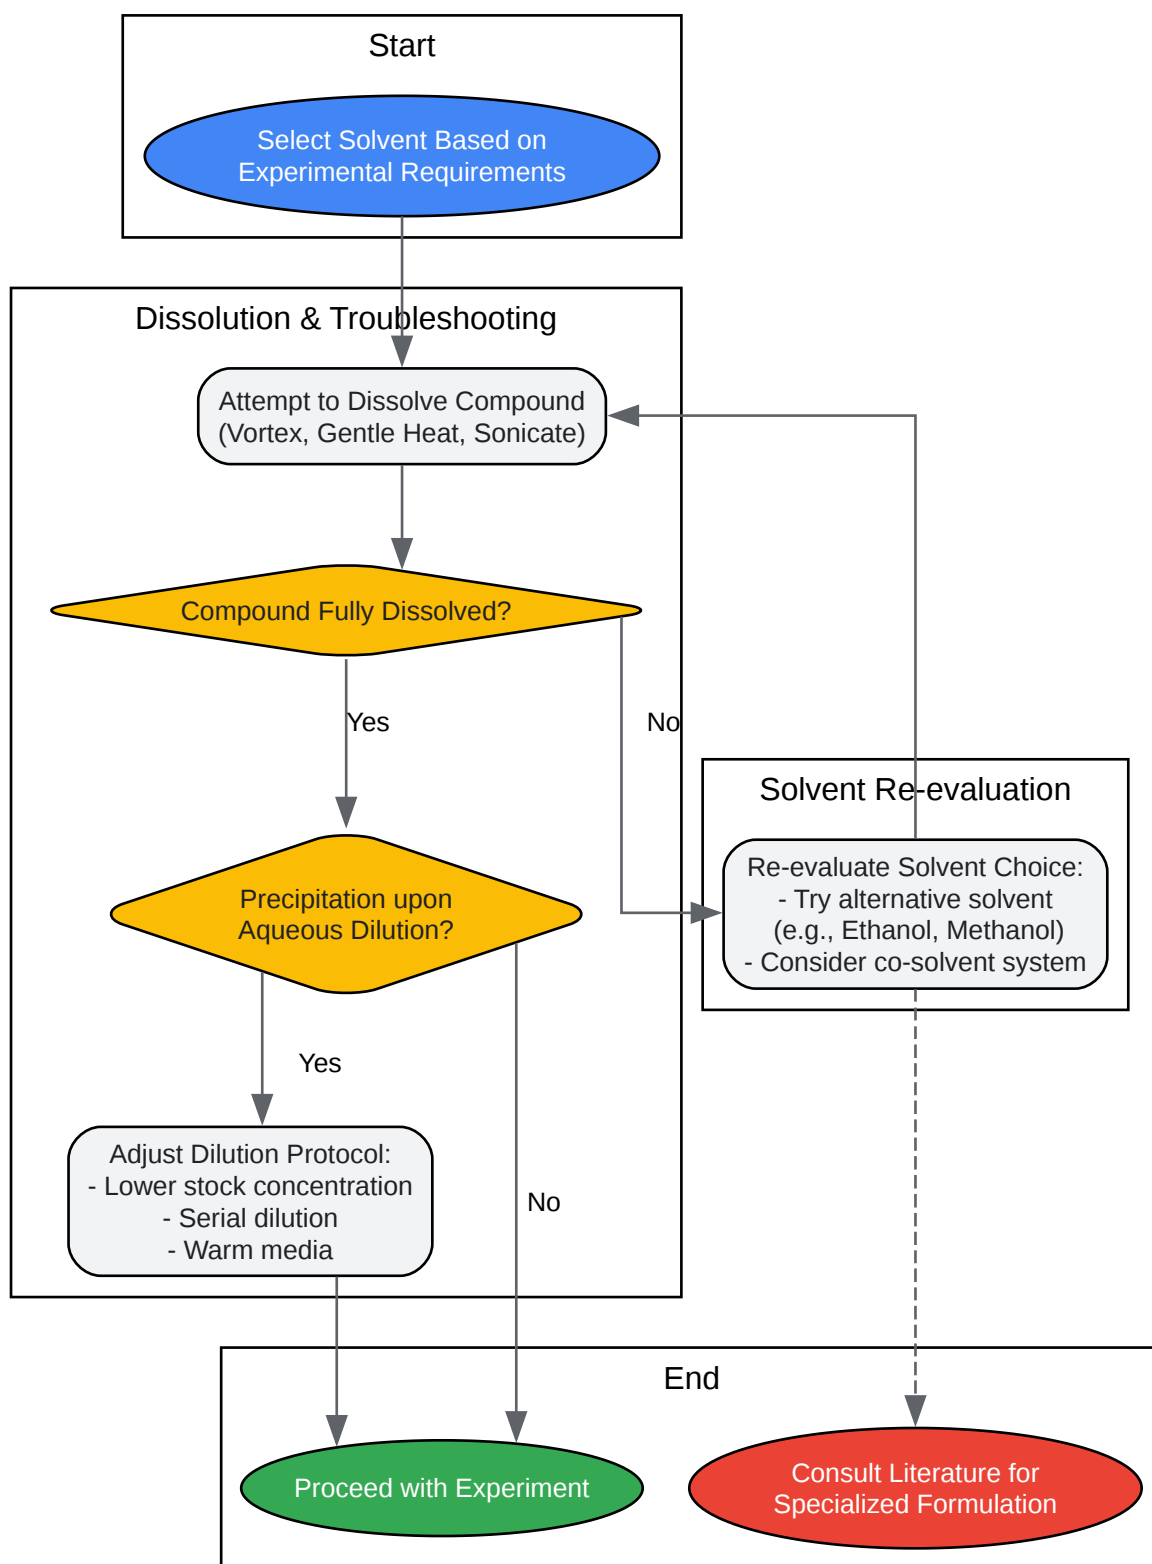 Start
Select Solvent Based on
Experimental Requirements
Dissolution & Troubleshooting
Attempt to Dissolve Compound
(Vortex, Gentle Heat, Sonicate)
Compound Fully Dissolved?
Yes
No
Solvent Re-evaluation
Re-evaluate Solvent Choice:
- Try alternative solvent
(e.g., Ethanol, Methanol)
- Consider co-solvent system
Precipitation upon
Aqueous Dilution?
Yes
No
Adjust Dilution Protocol:
- Lower stock concentration
- Serial dilution
- Warm media
End
Proceed with Experiment
Consult Literature for
Specialized Formulation